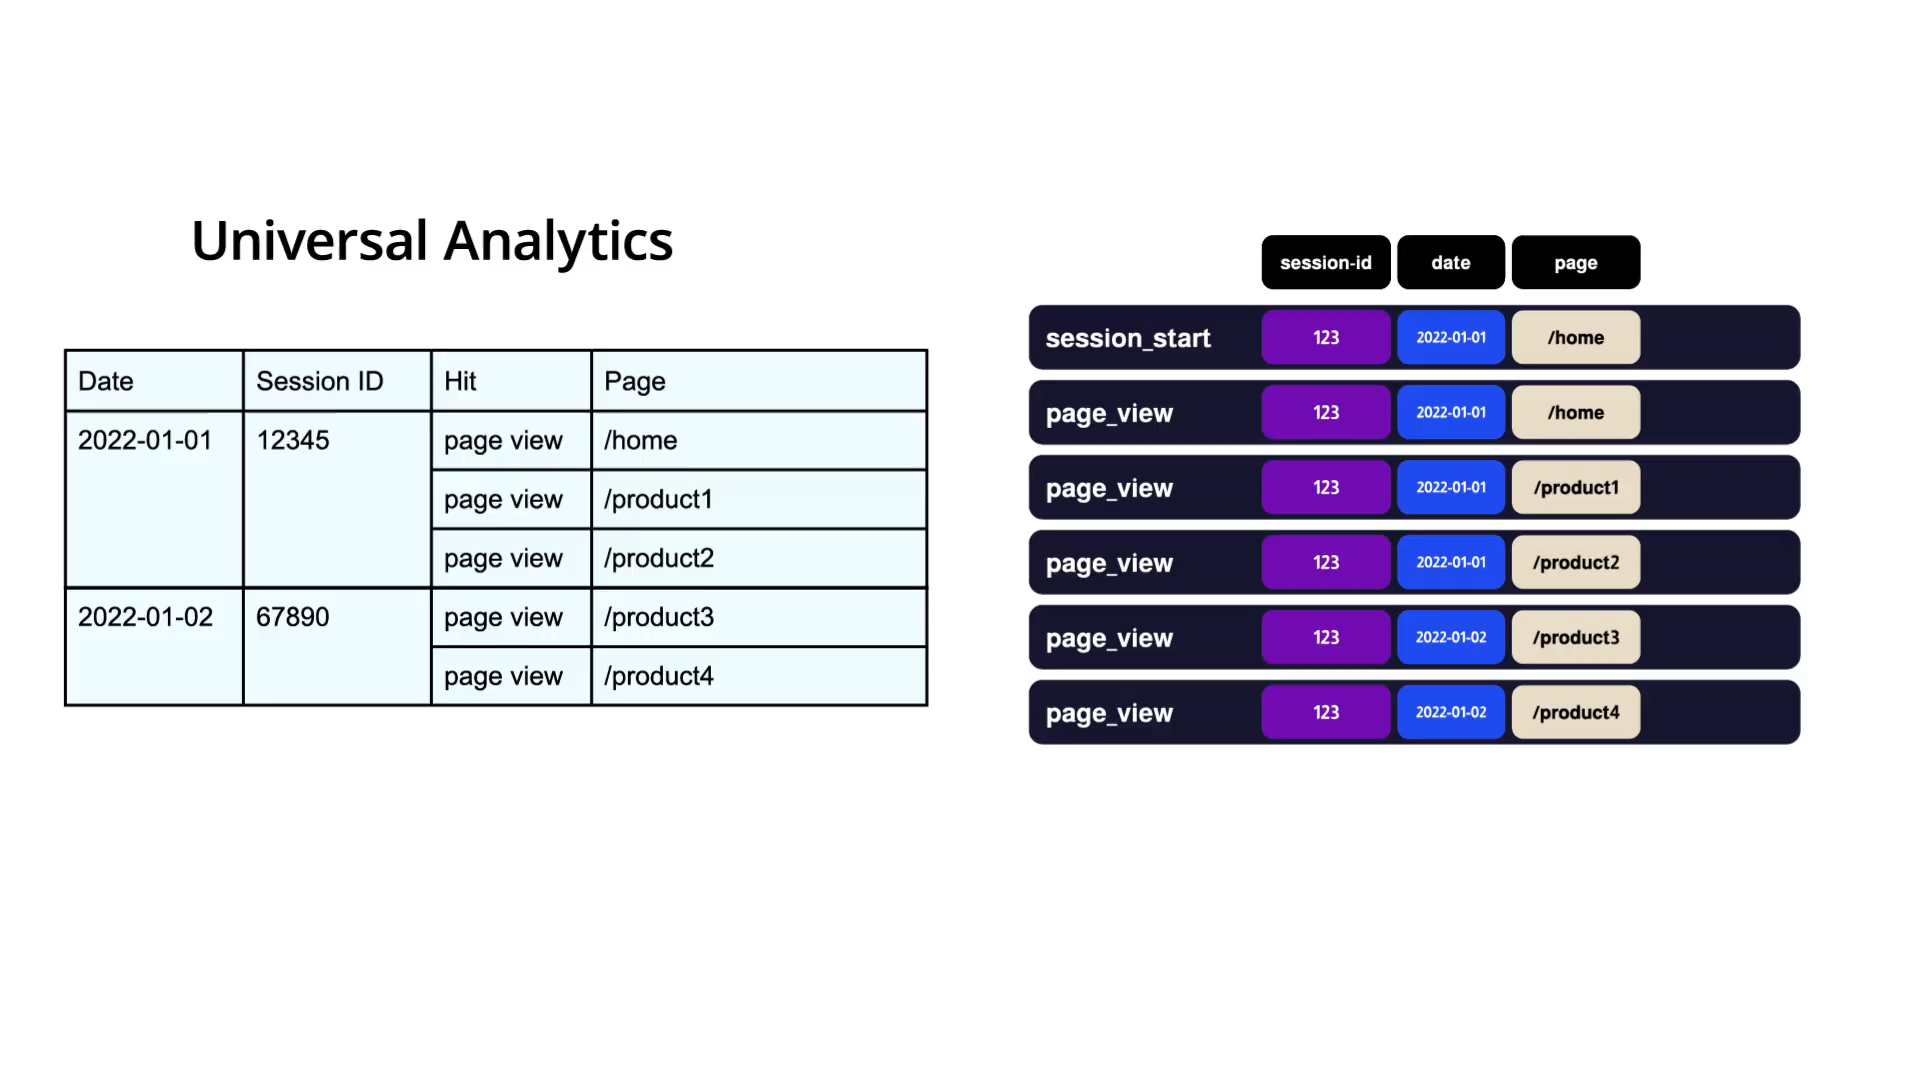 Universal Analytics
Date Session ID Hit Page
2022-01-01 12345 page view /home
page view /product1
page view /product2
2022-01-02 67890 page view /product3
page view /product4
session-id date page
session_start 123 2022-01-01 /home
page_view 123 2022-01-01 /home
page_view 123 2022-01-01 /product1
page_view 123 2022-01-01 /product2
page_view 123 2022-01-02 /product3
page_view 123 2022-01-02 /product4